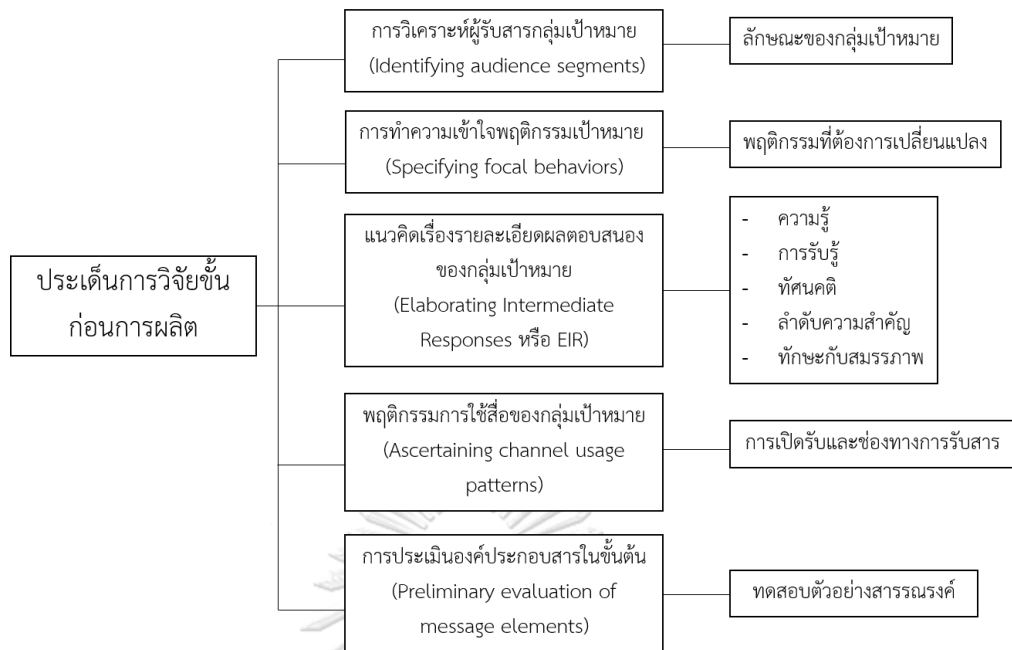 ประเด็นการวิจัยขั้น
ก่อนการผลิต
การวิเคราะห์ผู้รับสารกลุ่มเป้าหมาย
(Identifying audience segments)
ลักษณะของกลุ่มเป้าหมาย
การทำความเข้าใจพฤติกรรมเป้าหมาย
(Specifying focal behaviors)
พฤติกรรมที่ต้องการเปลี่ยนแปลง
แนวคิดเรื่องรายละเอียดผลตอบสนอง
ของกลุ่มเป้าหมาย
(Elaborating Intermediate
Responses หรือ EIR)
- ความรู้
- การรับรู้
- ทัศนคติ
- ลำดับความสำคัญ
- ทักษะกับสมรรภาพ
พฤติกรรมการใช้สื่อของกลุ่มเป้าหมาย
(Ascertaining channel usage
patterns)
การเปิดรับและช่องทางการรับสาร
การประเมินองค์ประกอบสารในขั้นต้น
(Preliminary evaluation of
message elements)
ทดสอบตัวอย่างสารรณรงค์